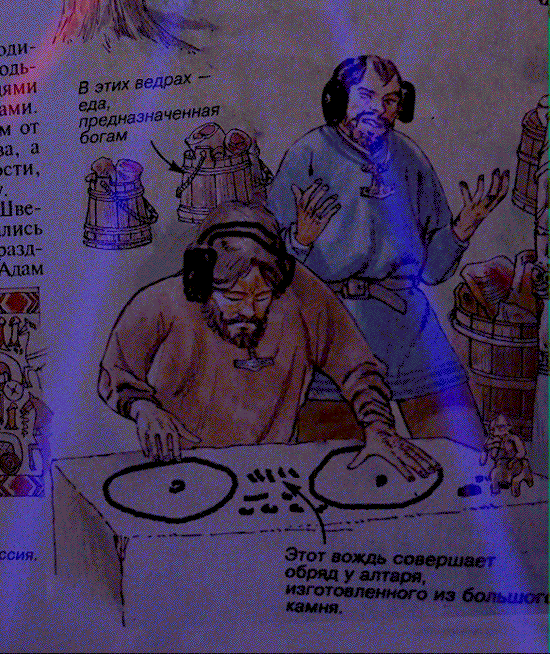 оди-
одь-
ями
ами.
м от
ва, а
ости,
у.
Шве-
ались
разд-
Адам
В этих ведрах —
еда,
предназначенная
богам
ссия.
Этот вождь совершает
обряд у алтаря,
изготовленного из большого
камня.